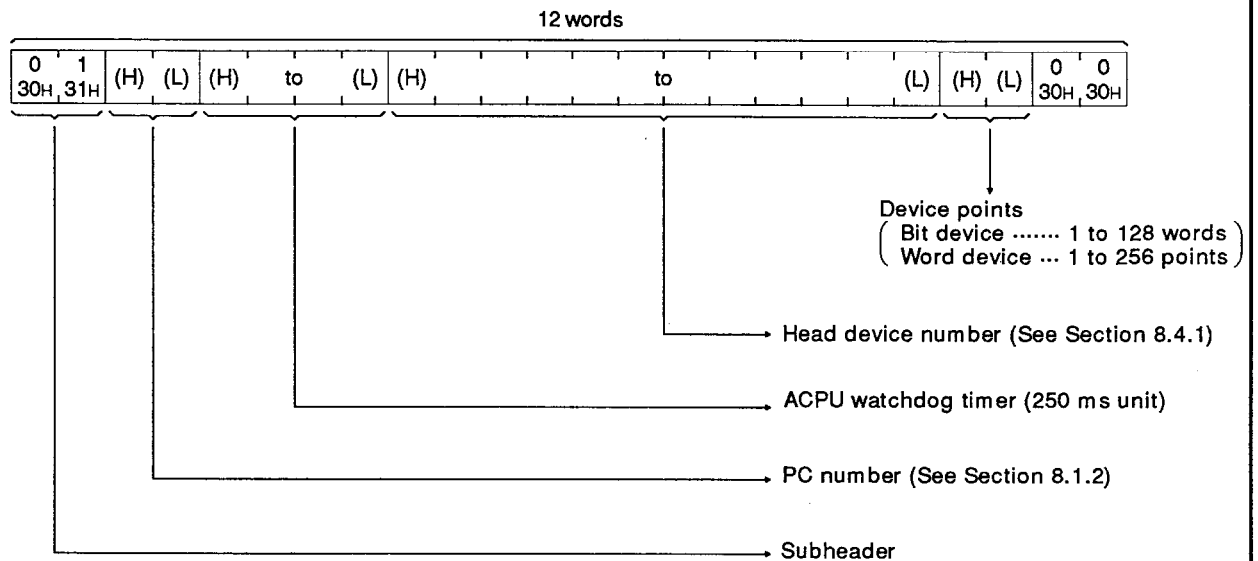 12 words
0 1 (H) (L) (H) to (L) (H) to (L) (H) (L) 0 0
30H 31H 30H 30H
Device points
Bit device ······· 1 to 128 words
Word device ··· 1 to 256 points
Head device number (See Section 8.4.1)
ACPU watchdog timer (250 ms unit)
PC number (See Section 8.1.2)
Subheader